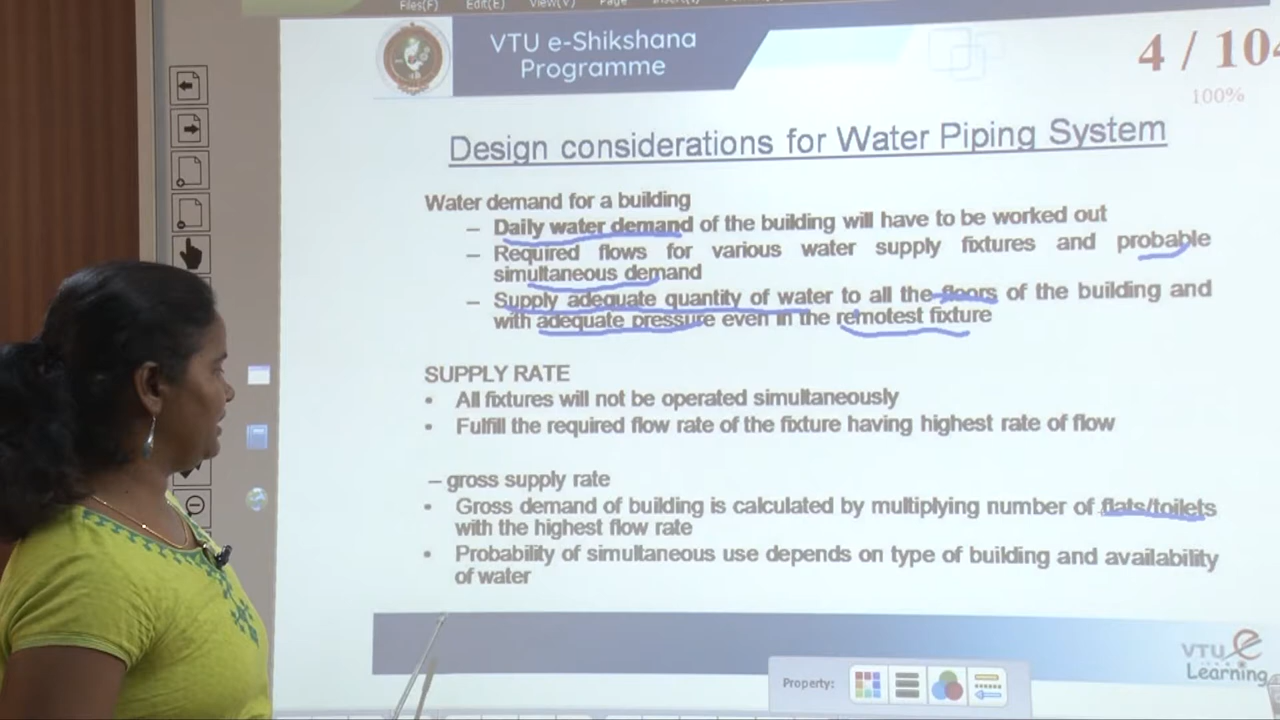 Files(F) Edit(E) View(V) Page
VTU e-Shikshana
Programme
4 / 104
100%
Design considerations for Water Piping System
Water demand for a building
– Daily water demand of the building will have to be worked out
– Required flows for various water supply fixtures and probable
simultaneous demand
– Supply adequate quantity of water to all the floors of the building and
with adequate pressure even in the remotest fixture
SUPPLY RATE
• All fixtures will not be operated simultaneously
• Fulfill the required flow rate of the fixture having highest rate of flow
– gross supply rate
• Gross demand of building is calculated by multiplying number of flats/toilets
with the highest flow rate
• Probability of simultaneous use depends on type of building and availability
of water
VTU e
Learning
Property: